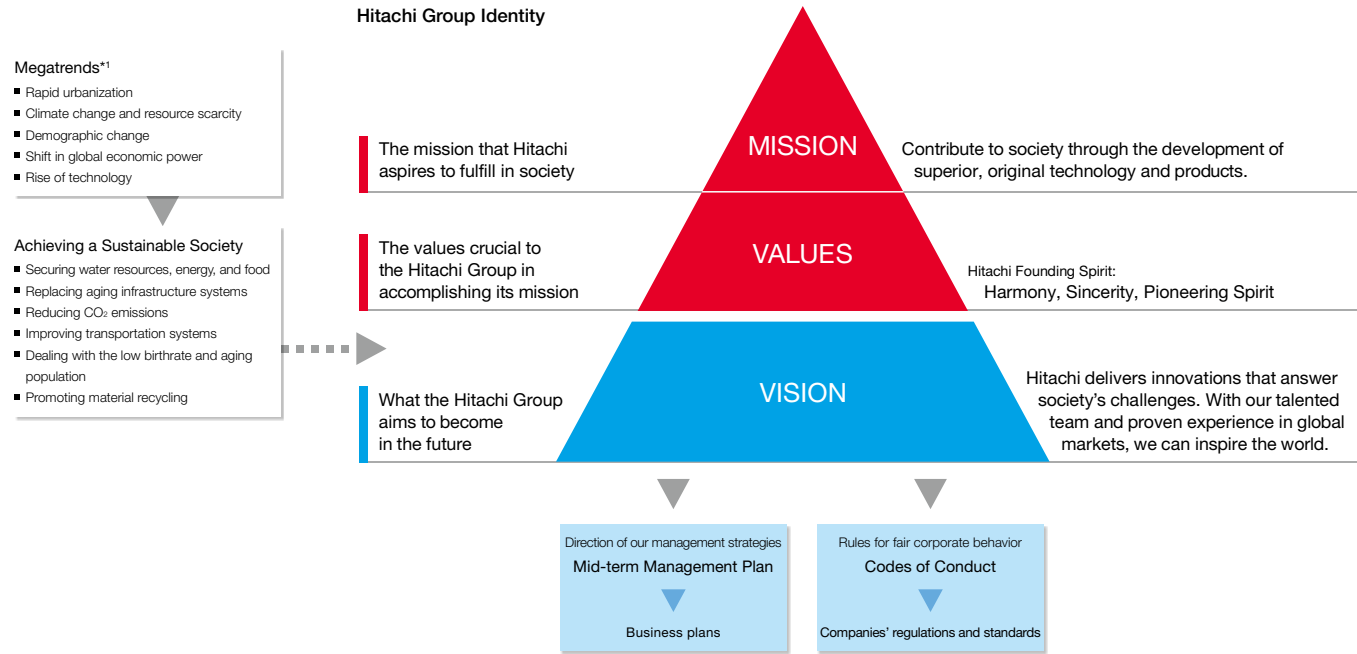 Hitachi Group Identity
Megatrends*1
■ Rapid urbanization
■ Climate change and resource scarcity
■ Demographic change
■ Shift in global economic power
■ Rise of technology
Achieving a Sustainable Society
■ Securing water resources, energy, and food
■ Replacing aging infrastructure systems
■ Reducing CO₂ emissions
■ Improving transportation systems
■ Dealing with the low birthrate and aging
population
■ Promoting material recycling
The mission that Hitachi
aspires to fulfill in society
MISSION
Contribute to society through the development of
superior, original technology and products.
The values crucial to
the Hitachi Group in
accomplishing its mission
VALUES
Hitachi Founding Spirit:
Harmony, Sincerity, Pioneering Spirit
What the Hitachi Group
aims to become
in the future
VISION
Hitachi delivers innovations that answer
society’s challenges. With our talented
team and proven experience in global
markets, we can inspire the world.
Direction of our management strategies
Mid-term Management Plan
Business plans
Rules for fair corporate behavior
Codes of Conduct
Companies’ regulations and standards